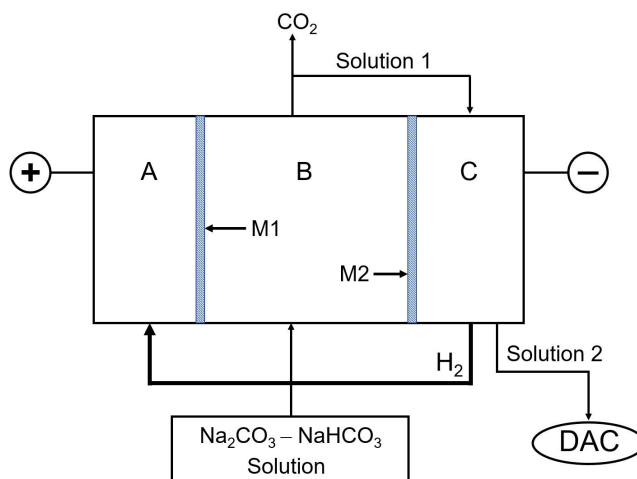 CO₂
Solution 1
+
A
B
C
−
M1
M2
H₂
Solution 2
Na₂CO₃ – NaHCO₃
Solution
DAC